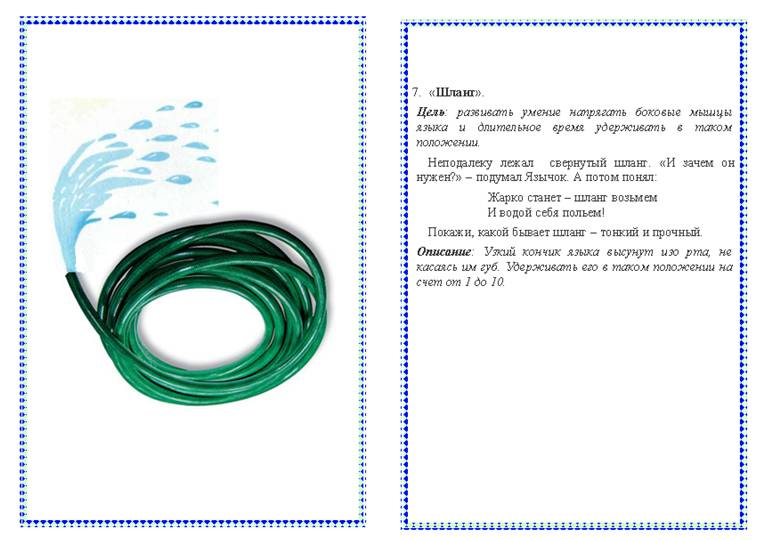 7. «Шланг».
Цель: развивать умение напрягать боковые мышцы
языка и длительное время удерживать в таком
положении.
Неподалеку лежал свернутый шланг. «И зачем он
нужен?» – подумал Язычок. А потом понял:
Жарко станет – шланг возьмем
И водой себя польем!
Покажи, какой бывает шланг – тонкий и прочный.
Описание: Узкий кончик языка высунут изо рта, не
касаясь им губ. Удерживать его в таком положении на
счет от 1 до 10.